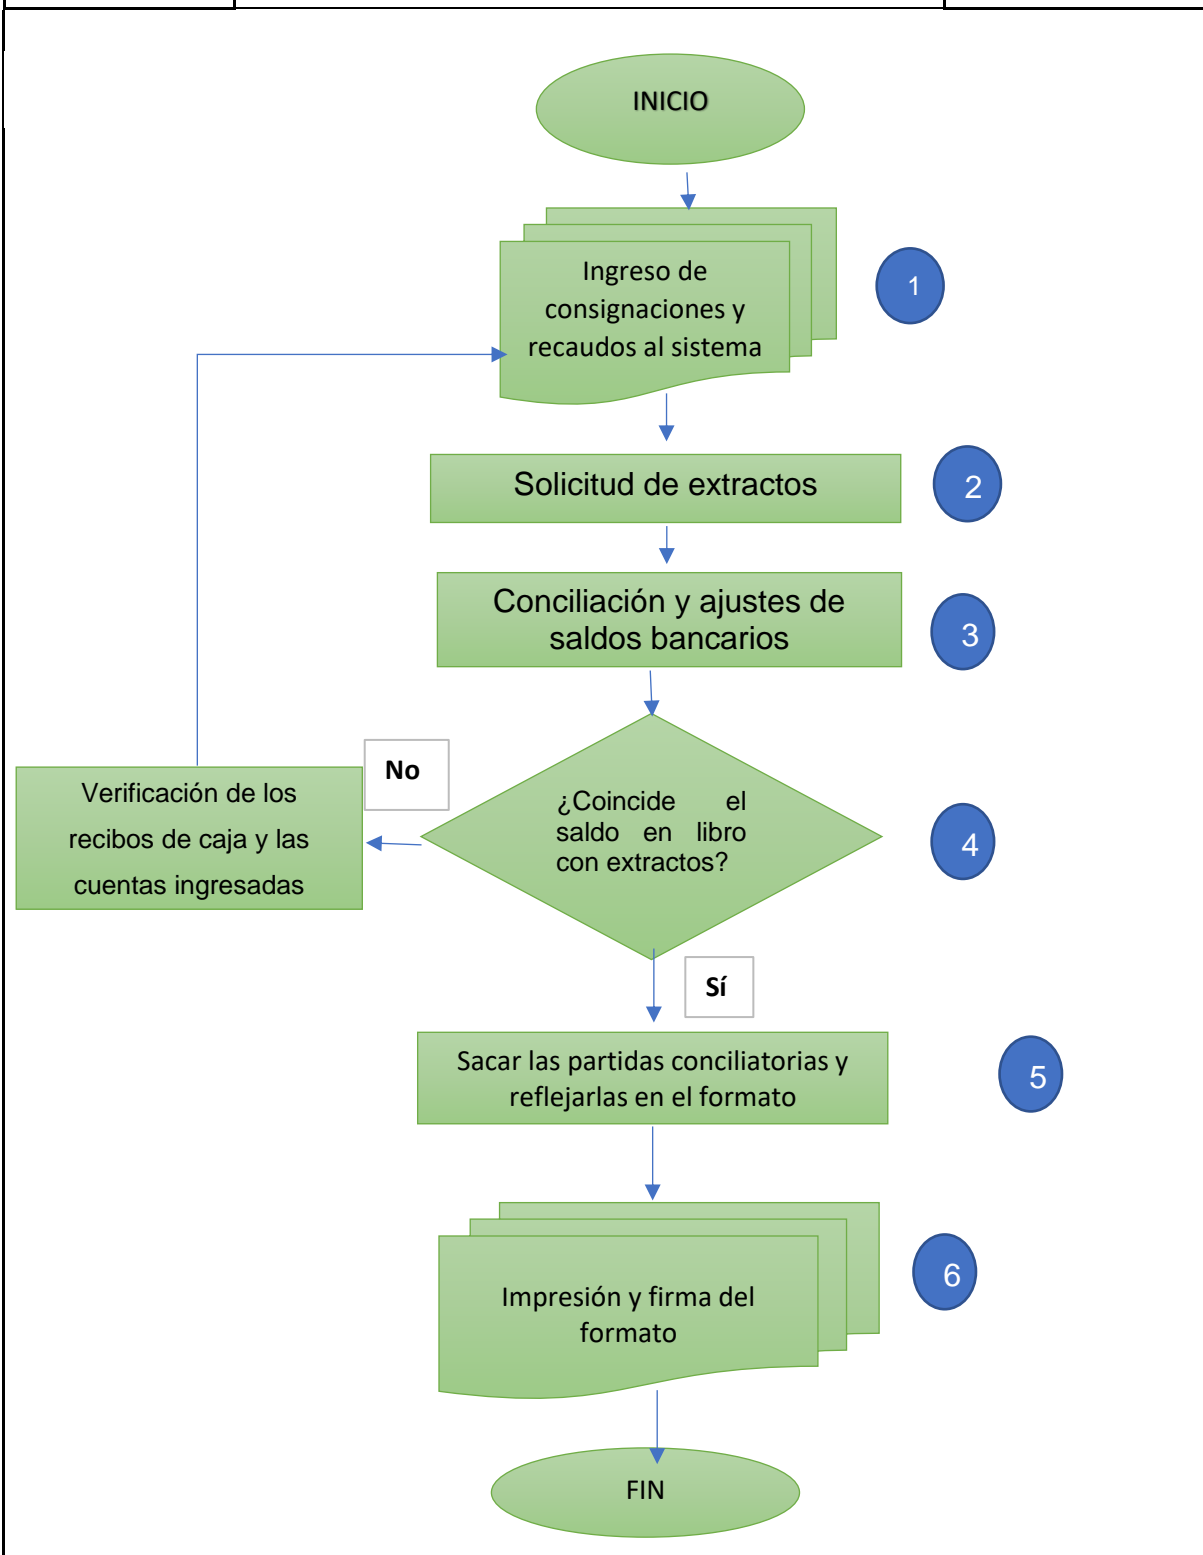 INICIO
Ingreso de
consignaciones y
recaudos al sistema
1
Solicitud de extractos
2
Conciliación y ajustes de
saldos bancarios
3
No
Verificación de los
recibos de caja y las
cuentas ingresadas
¿Coincide el
saldo en libro
con extractos?
4
Sí
Sacar las partidas conciliatorias y
reflejarlas en el formato
5
Impresión y firma del
formato
6
FIN